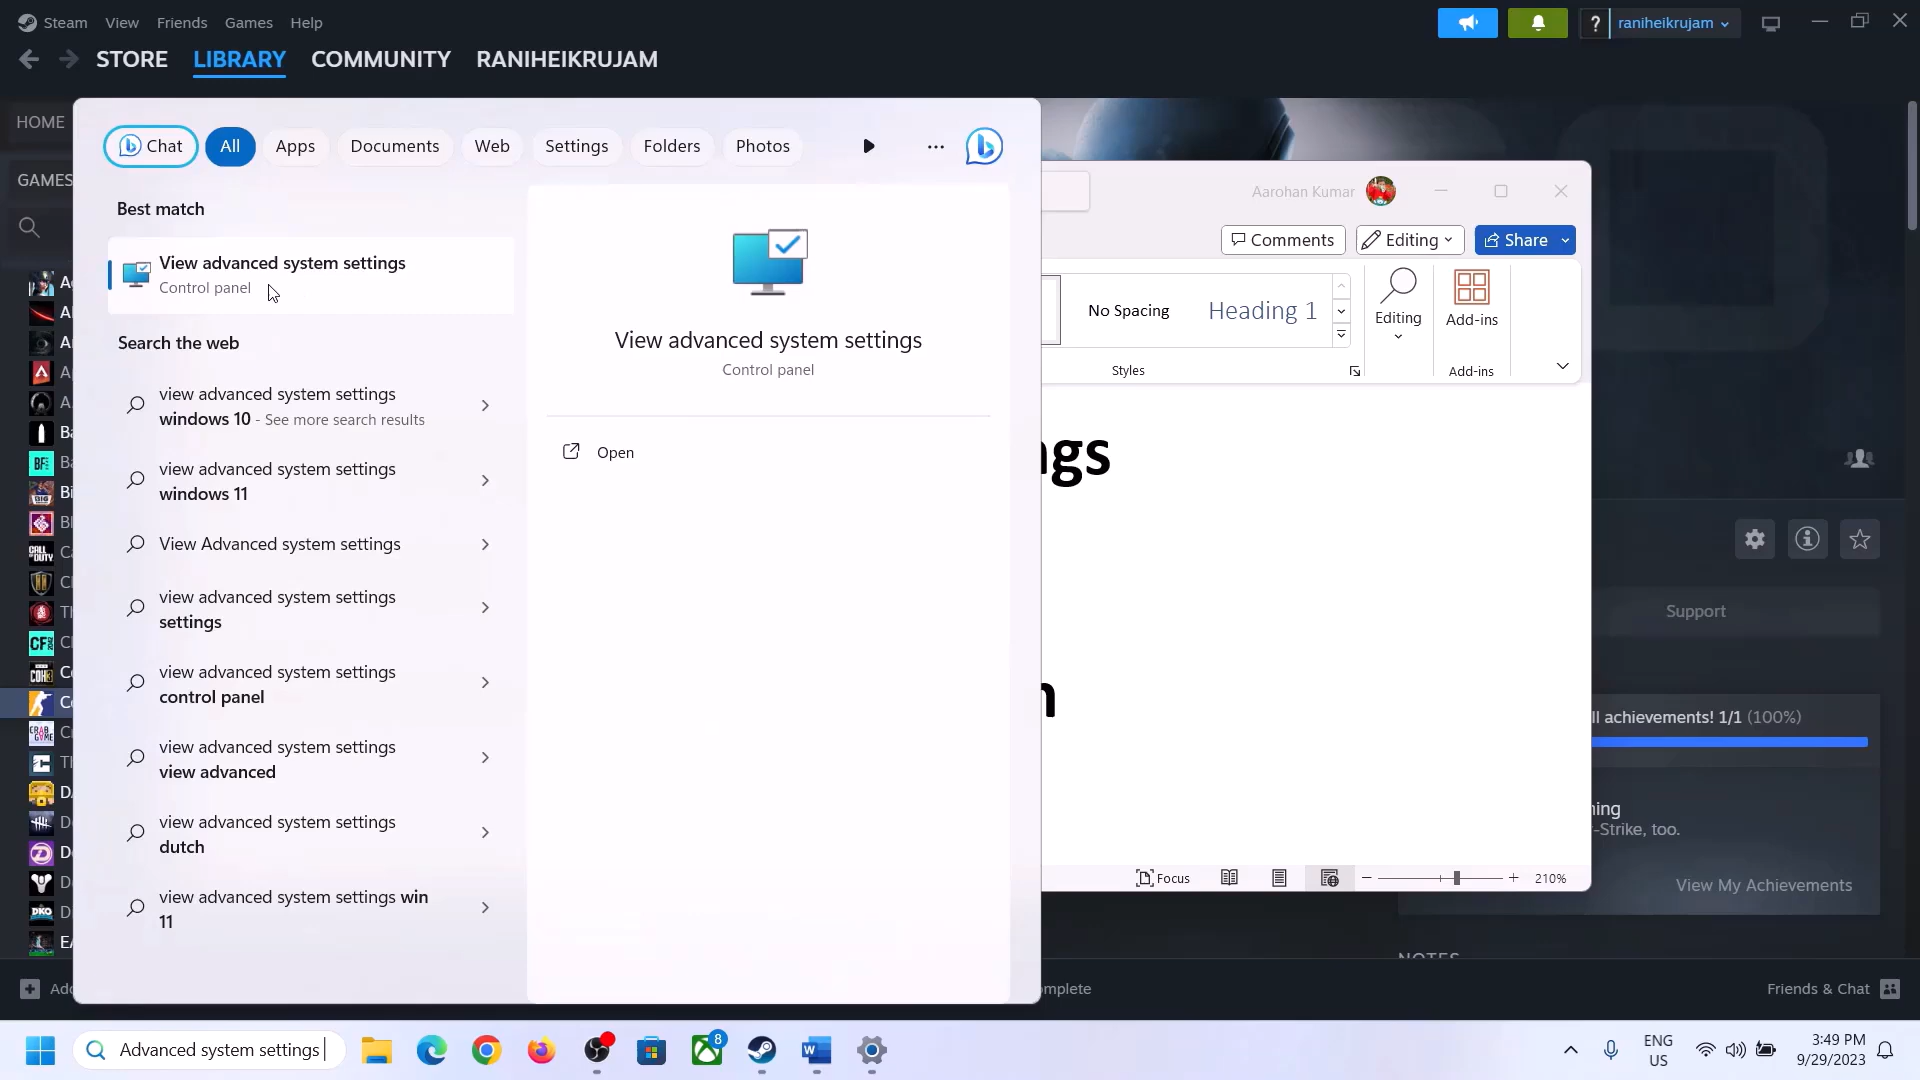 Steam View Friends Games Help
? raniheikrujam
STORE LIBRARY COMMUNITY RANIHEIKRUJAM
HOME
GAMES
Chat All Apps Documents Web Settings Folders Photos
Best match
View advanced system settings
Control panel
Search the web
view advanced system settings
windows 10 - See more search results
view advanced system settings
windows 11
View Advanced system settings
view advanced system settings
settings
view advanced system settings
control panel
view advanced system settings
view advanced
view advanced system settings
dutch
view advanced system settings win
11
View advanced system settings
Control panel
Open
Aarohan Kumar
Comments Editing Share
No Spacing Heading 1
Editing
Add-ins
Styles
Add-ins
ngs
n
Focus
210%
Support
ll achievements! 1/1 (100%)
ning
-Strike, too.
View My Achievements
NOTES
Add
mplete
Friends & Chat
Advanced system settings
8
ENG
US
3:49 PM
9/29/2023